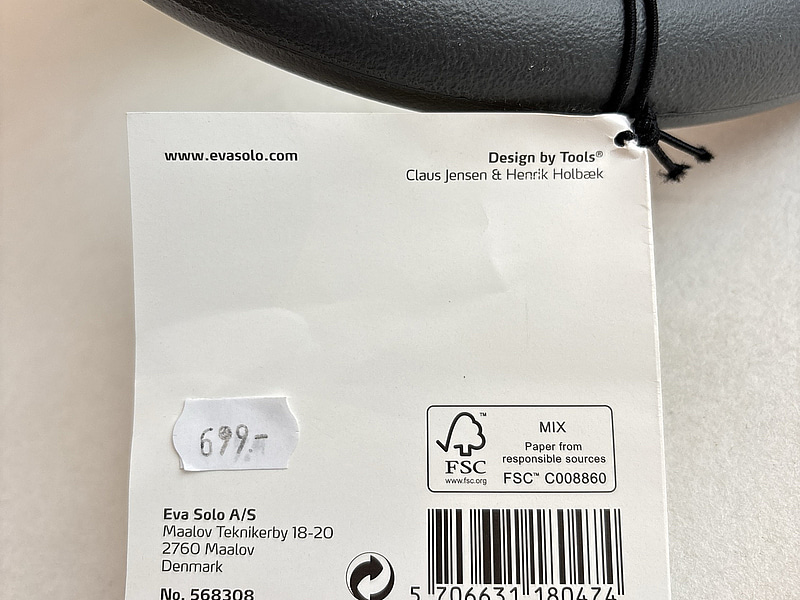 www.evasolo.com
Design by Tools®
Claus Jensen & Henrik Holbæk
699.-
FSC™
www.fsc.org
MIX
Paper from
responsible sources
FSC™ C008860
Eva Solo A/S
Maalov Teknikerby 18-20
2760 Maalov
Denmark
No. 568308
5 706631 180474